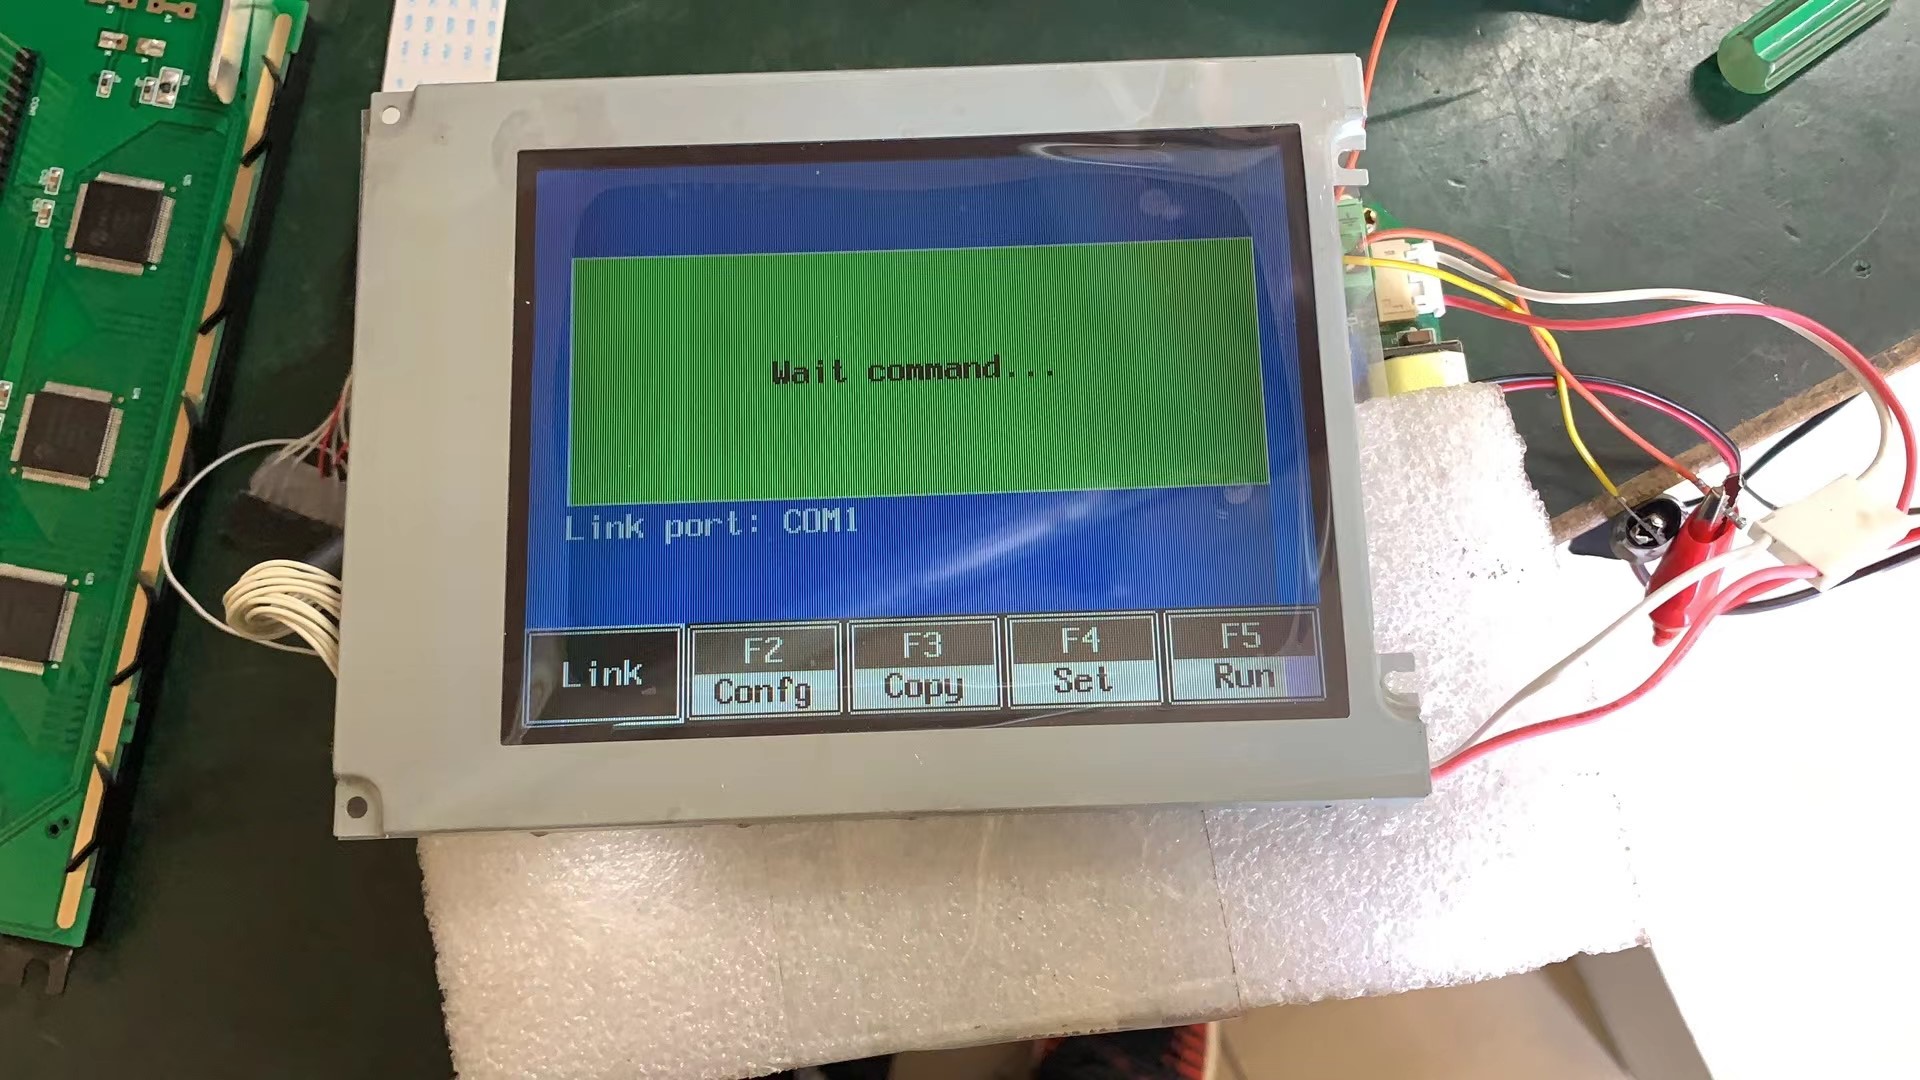 Wait command...
Link port: COM1
Link
F2
Confg
F3
Copy
F4
Set
F5
Run